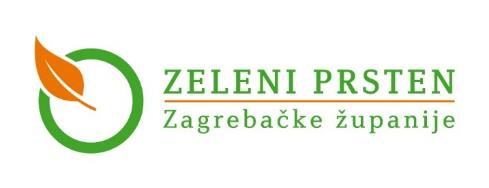 ZELENI PRSTEN
Zagrebačke županije